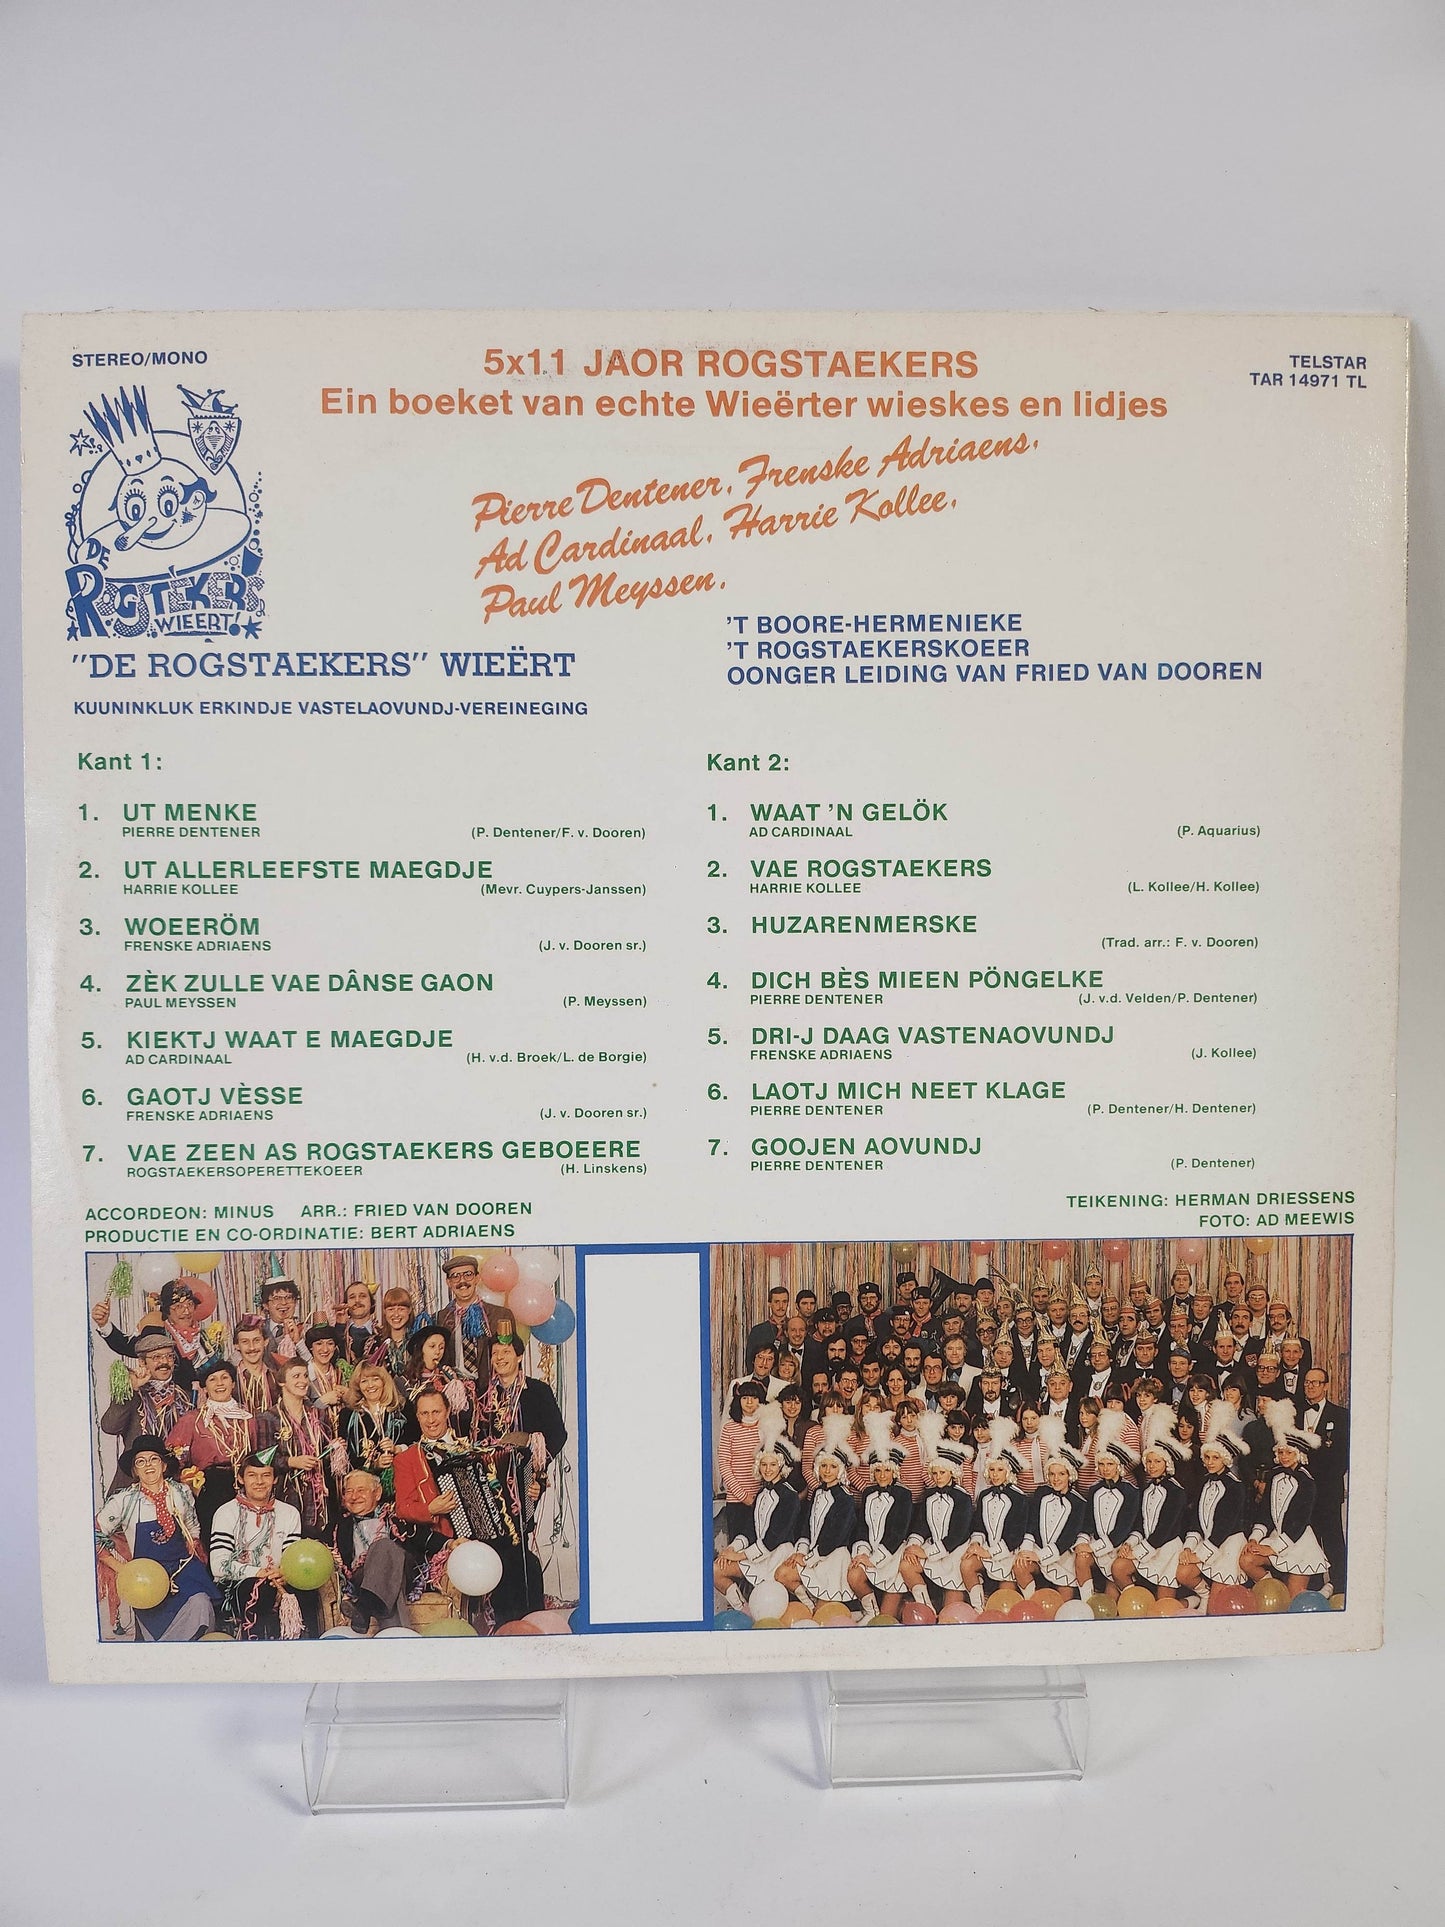 STEREO/MONO
5x11 JAOR ROGSTAEKERS
TELSTAR
TAR 14971 TL
Ein boeket van echte Wieërter wieskes en lidjes
Pierre Dentener, Frenske Adriaens,
Ad Cardinaal, Harrie Kollee,
Paul Meyssen.
DE
ROGSTEKERS
WIEERT!
"DE ROGSTAEKERS" WIEËRT
KUUNINKLUK ERKINDJE VASTELAOVUNDJ-VEREINEGING
'T BOORE-HERMENIEKE
'T ROGSTAEKERSKOEER
OONGER LEIDING VAN FRIED VAN DOOREN
Kant 1:
1. UT MENKE
PIERRE DENTENER (P. Dentener/F. v. Dooren)
2. UT ALLERLEEFSTE MAEGDJE
HARRIE KOLLEE (Mevr. Cuypers-Janssen)
3. WOEERÖM
FRENSKE ADRIAENS (J. v. Dooren sr.)
4. ZÈK ZULLE VAE DÂNSE GAON
PAUL MEYSSEN (P. Meyssen)
5. KIEKTJ WAAT E MAEGDJE
AD CARDINAAL (H. v.d. Broek/L. de Borgie)
6. GAOTJ VÈSSE
FRENSKE ADRIAENS (J. v. Dooren sr.)
7. VAE ZEEN AS ROGSTAEKERS GEBOEERE
ROGSTAEKERSOPERETTEKOEER (H. Linskens)
Kant 2:
1. WAAT 'N GELÖK
AD CARDINAAL (P. Aquarius)
2. VAE ROGSTAEKERS
HARRIE KOLLEE (L. Kollee/H. Kollee)
3. HUZARENMERSKE
(Trad. arr.: F. v. Dooren)
4. DICH BÈS MIEEN PÖNGELKE
PIERRE DENTENER (J. v.d. Velden/P. Dentener)
5. DRI-J DAAG VASTENAOVUNDJ
FRENSKE ADRIAENS (J. Kollee)
6. LAOTJ MICH NEET KLAGE
PIERRE DENTENER (P. Dentener/H. Dentener)
7. GOOJEN AOVUNDJ
PIERRE DENTENER (P. Dentener)
ACCORDEON: MINUS ARR.: FRIED VAN DOOREN
PRODUCTIE EN CO-ORDINATIE: BERT ADRIAENS
TEIKENING: HERMAN DRIESSENS
FOTO: AD MEEWIS